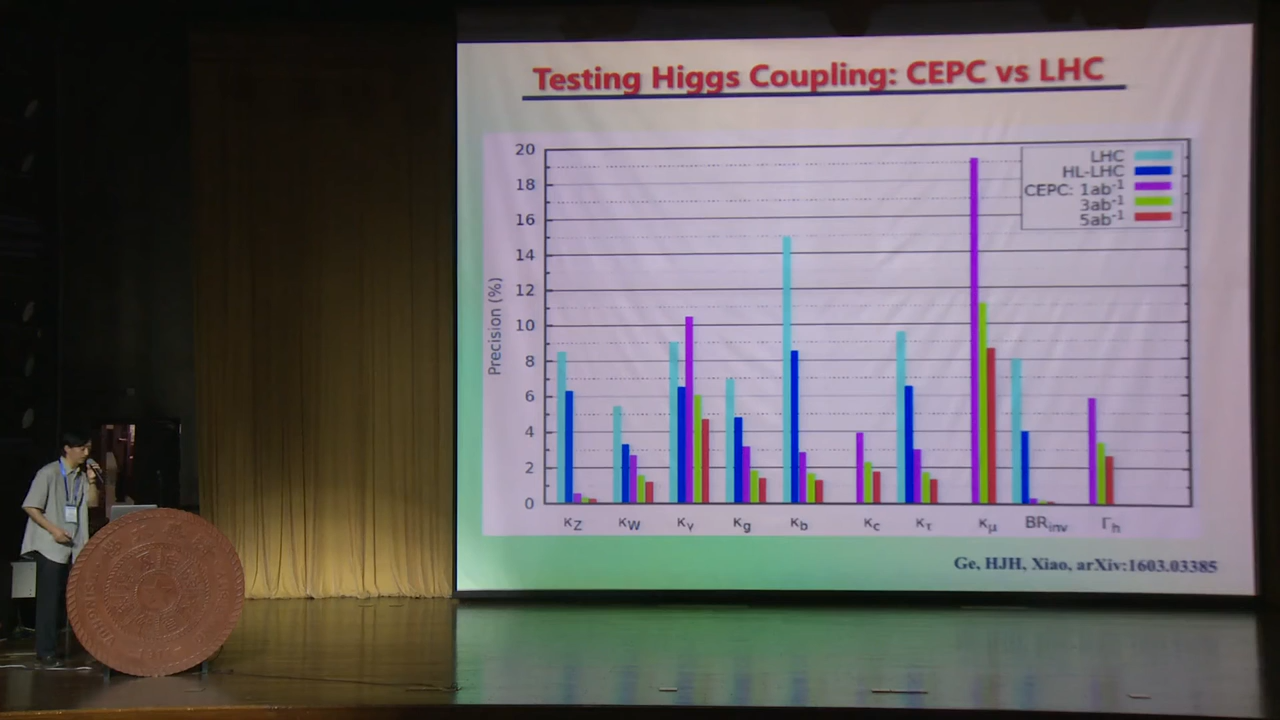 Testing Higgs Coupling: CEPC vs LHC
20
18
16
14
12
10
8
6
4
2
0
Precision (%)
LHC
HL-LHC
CEPC: 1ab⁻¹
3ab⁻¹
5ab⁻¹
κZ κW κγ κg κb κc κτ κμ BRinv Γh
Ge, HJH, Xiao, arXiv:1603.03385